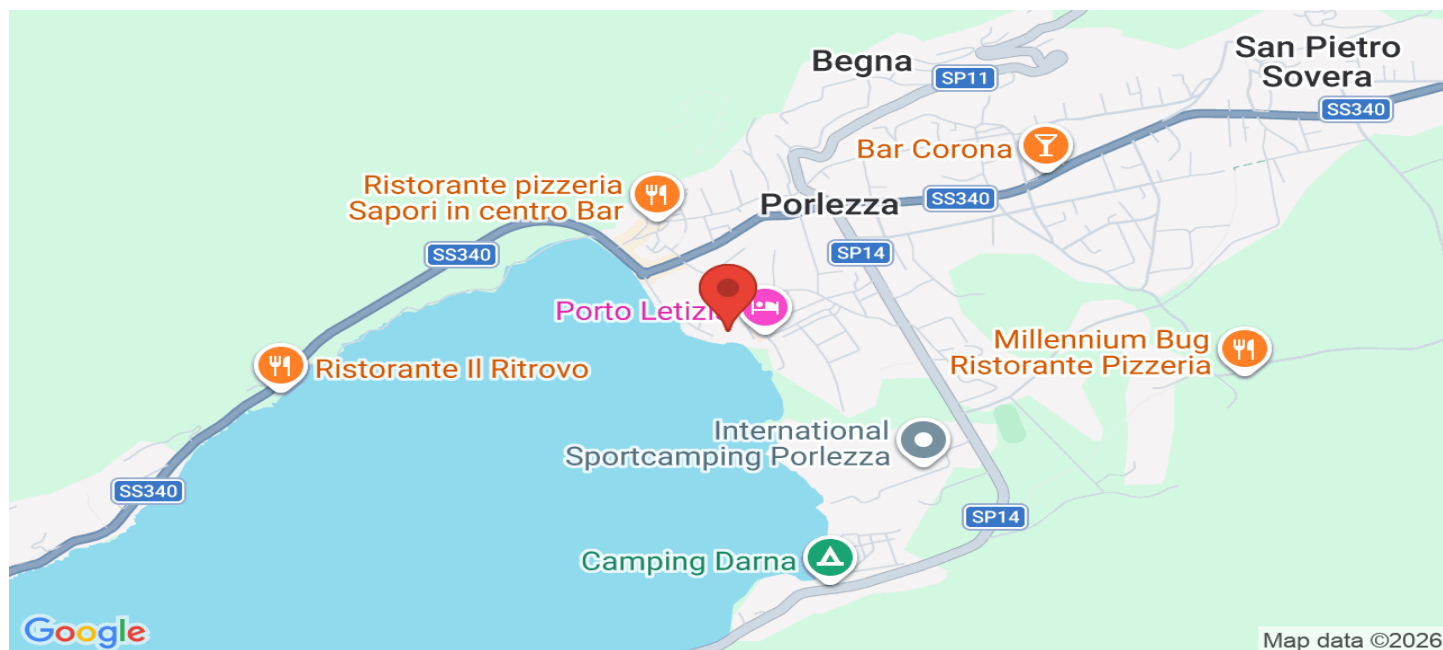 San Pietro
Sovera
Begna
SP11
SS340
Bar Corona
Ristorante pizzeria
Sapori in centro Bar
SS340
Porlezza
SS340
SP14
Porto Letizi
Millennium Bug
Ristorante Pizzeria
Ristorante Il Ritrovo
International
Sportcamping Porlezza
SS340
SP14
Camping Darna
Google
Map data ©2026